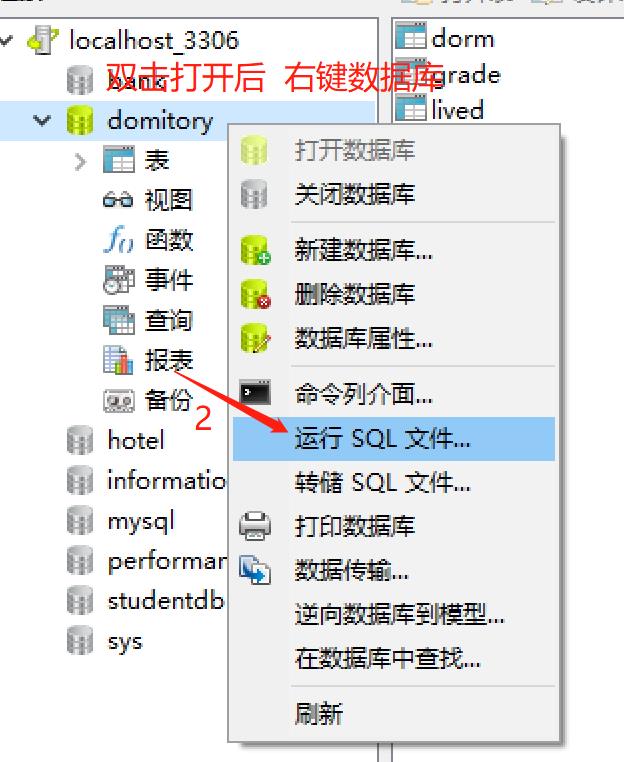 localhost_3306
bank
双击打开后 右键数据库
domitory
表
视图
函数
事件
查询
报表
备份
2
hotel
informatio
mysql
performan
studentdb
sys
dorm
grade
lived
打开数据库
关闭数据库
新建数据库...
删除数据库
数据库属性...
命令列介面...
运行 SQL 文件...
转储 SQL 文件...
打印数据库
数据传输...
逆向数据库到模型...
在数据库中查找...
刷新